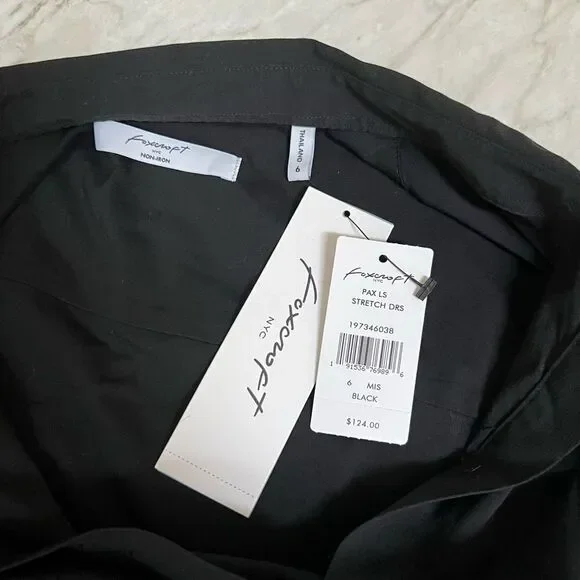 Foxcroft
NYC
NON-IRON
THAILAND
6
Foxcroft
NYC
Foxcroft
NYC
PAX LS
STRETCH DRS
197346038
1 91536 76989 6
6 MIS
BLACK
$124.00